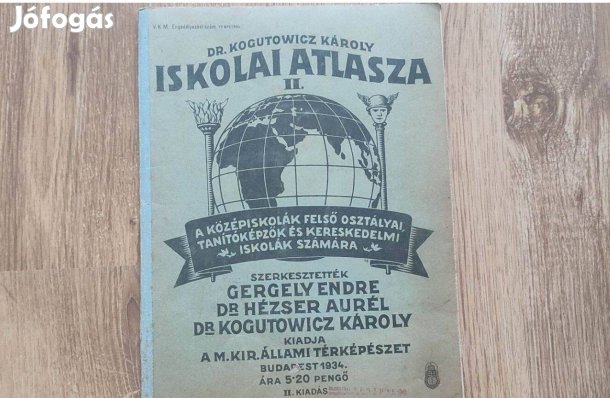 Jófogás
DR. KOGUTOWICZ KÁROLY
ISKOLAI ATLASZA
II.
A KÖZÉPISKOLÁK FELSŐ OSZTÁLYAI,
TANÍTÓKÉPZŐK ÉS KERESKEDELMI
ISKOLÁK SZÁMÁRA
SZERKESZTETTÉK
GERGELY ENDRE
DR HÉZSER AURÉL
DR KOGUTOWICZ KÁROLY
KIADJA
A M. KIR. ÁLLAMI TÉRKÉPÉSZET
BUDAPEST 1934.
ÁRA 5·20 PENGŐ
II. KIADÁS